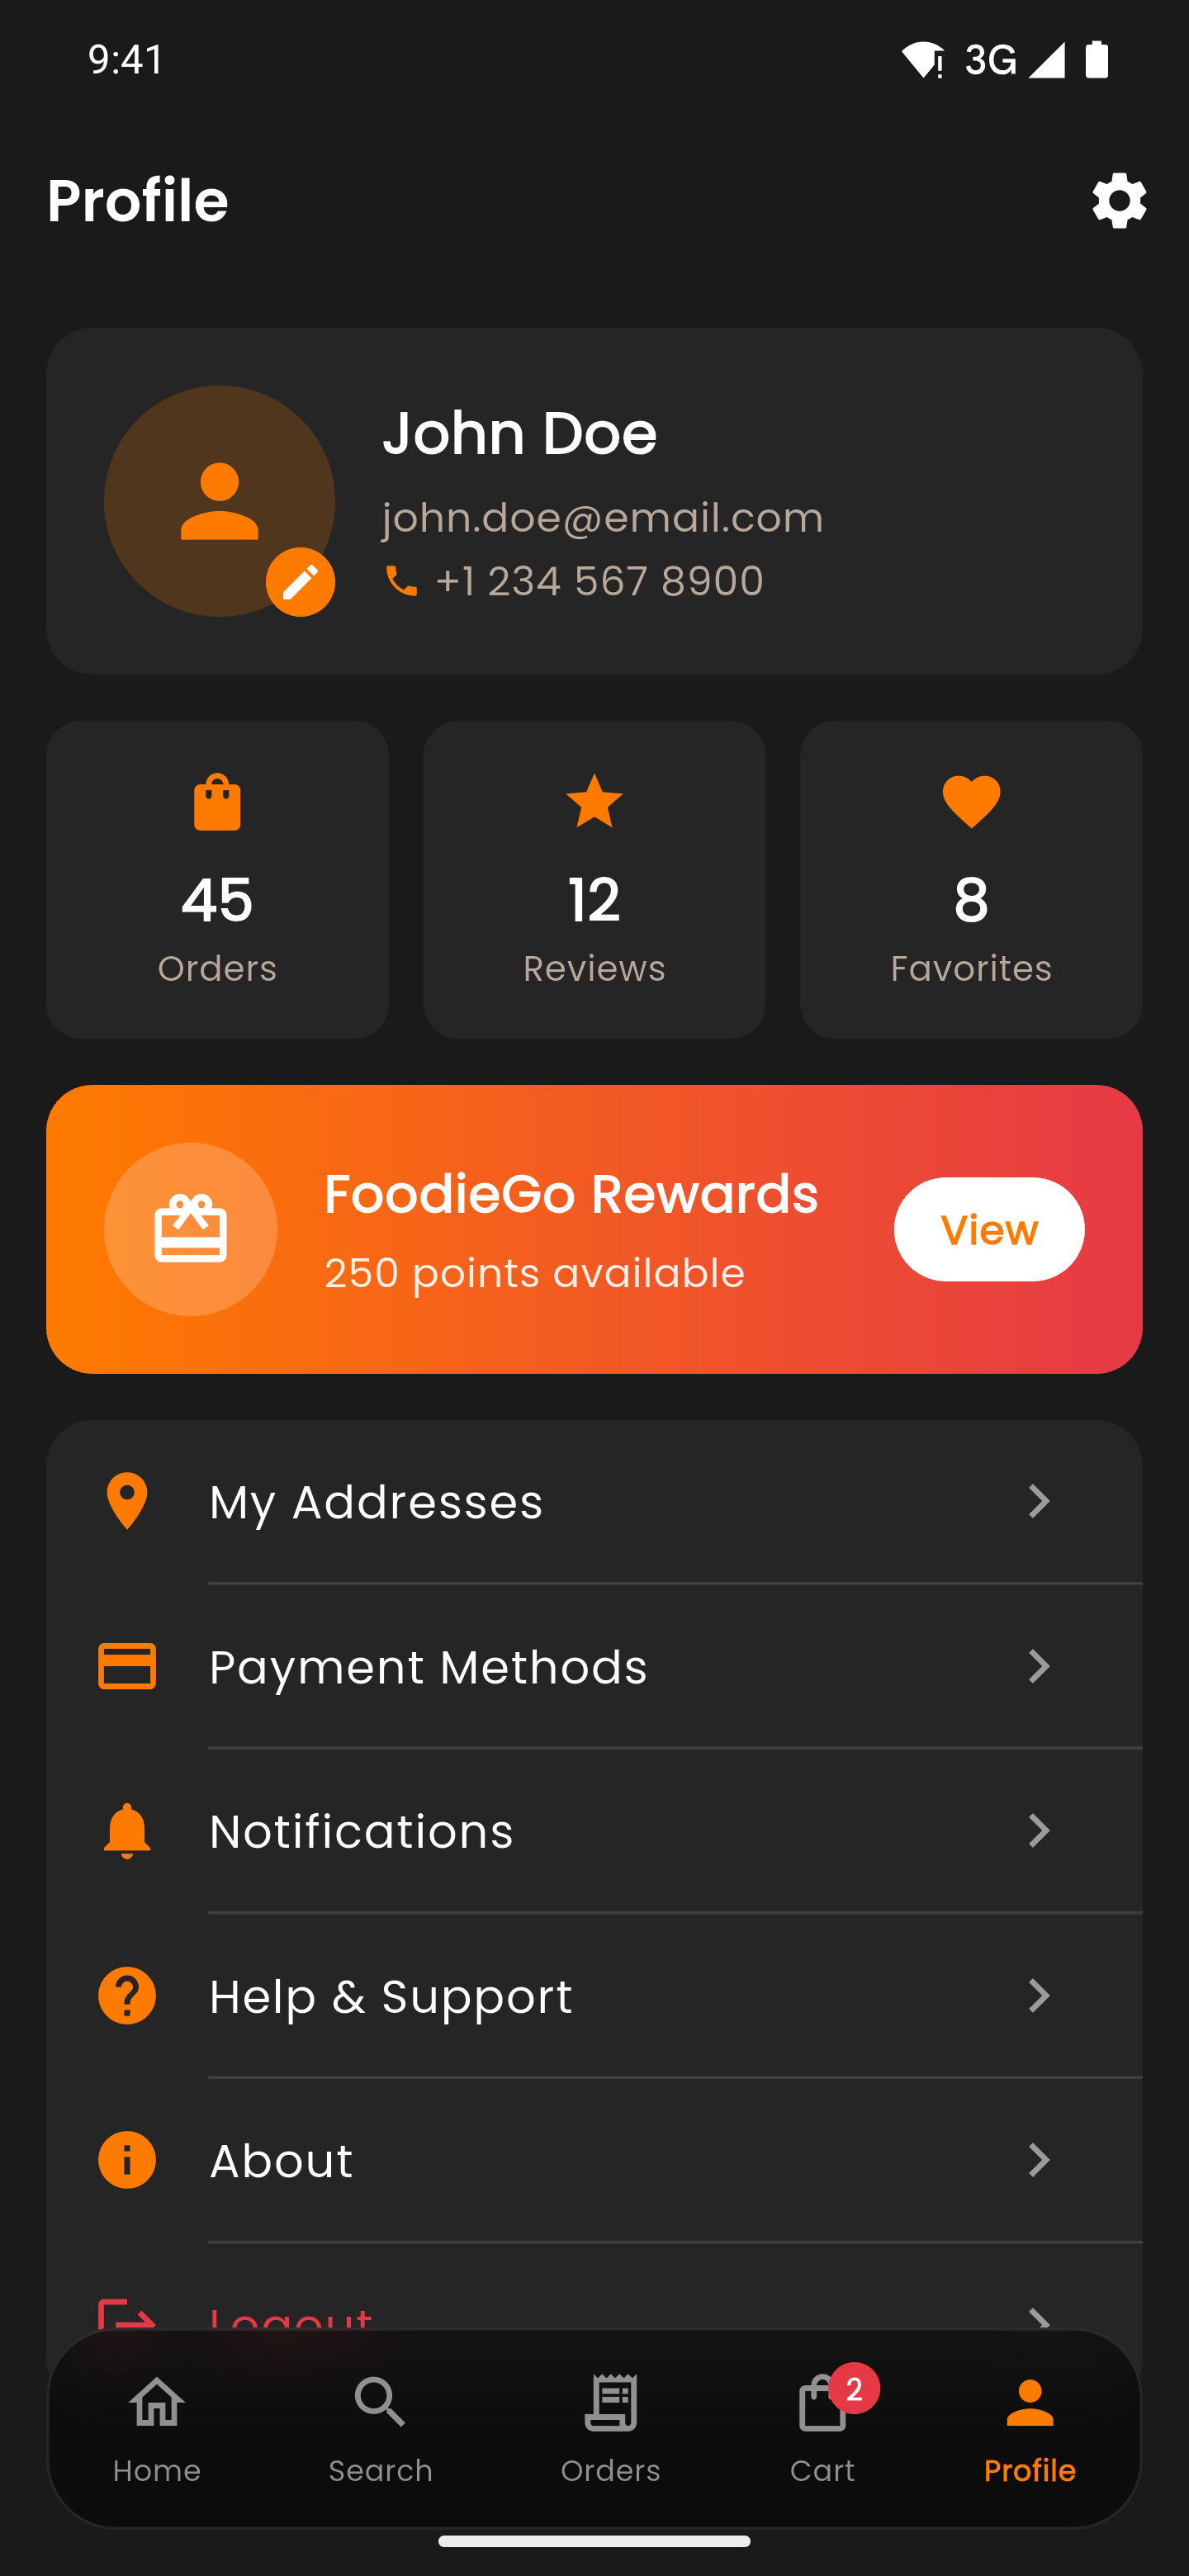 9:41
3G
Profile
John Doe
john.doe@email.com
+1 234 567 8900
45
Orders
12
Reviews
8
Favorites
FoodieGo Rewards
250 points available
View
My Addresses
Payment Methods
Notifications
Help & Support
About
Logout
2
Home
Search
Orders
Cart
Profile